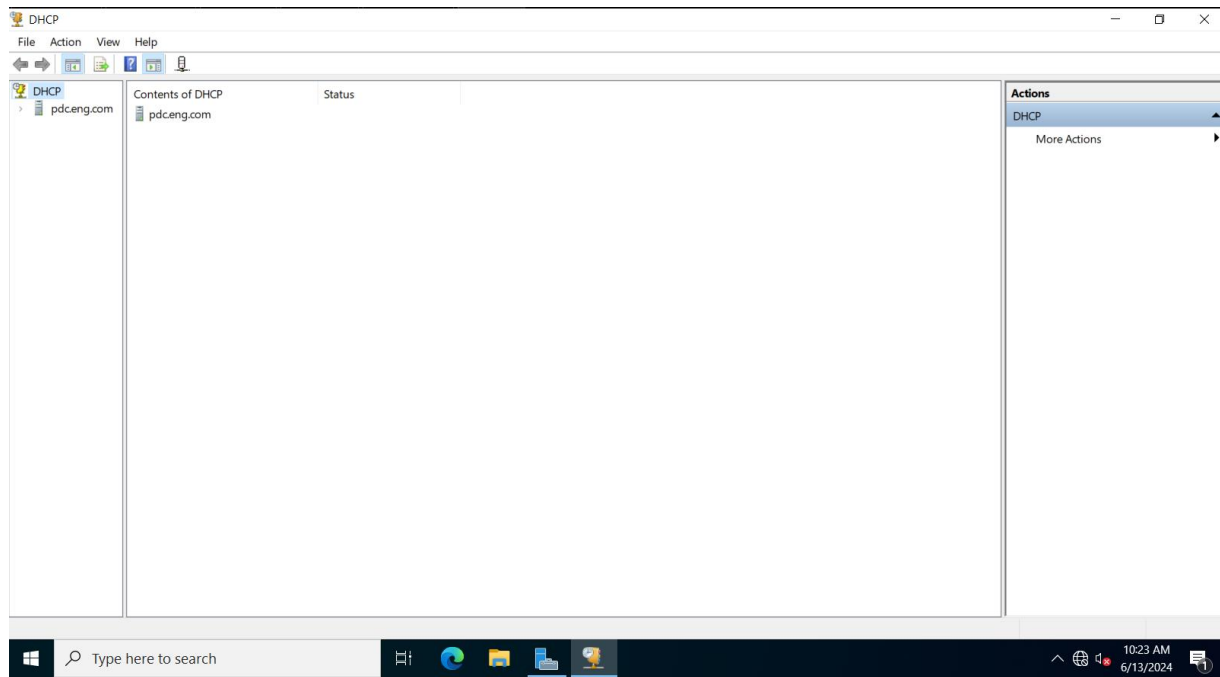 DHCP
File Action View Help
DHCP
pdc.eng.com
Contents of DHCP Status
pdc.eng.com
Actions
DHCP
More Actions
Type here to search
10:23 AM
6/13/2024
1